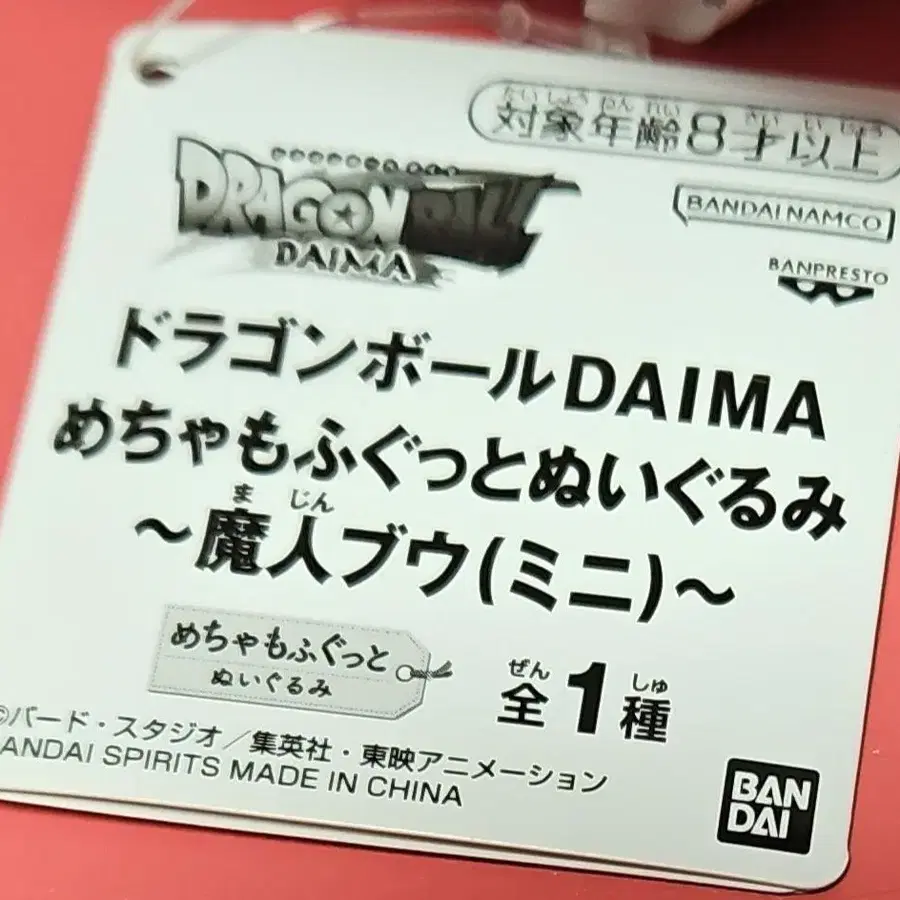 たいしょうねんれい さいいじょう
対象年齢8才以上
DRAGON BALL
DAIMA
BANDAI NAMCO
BANPRESTO
ドラゴンボールDAIMA
めちゃもふぐっとぬいぐるみ
まじん
～魔人ブウ(ミニ)～
めちゃもふぐっと
ぬいぐるみ
ぜん しゅ
全1種
©バード・スタジオ／集英社・東映アニメーション
ANDAI SPIRITS MADE IN CHINA
BAN
DAI